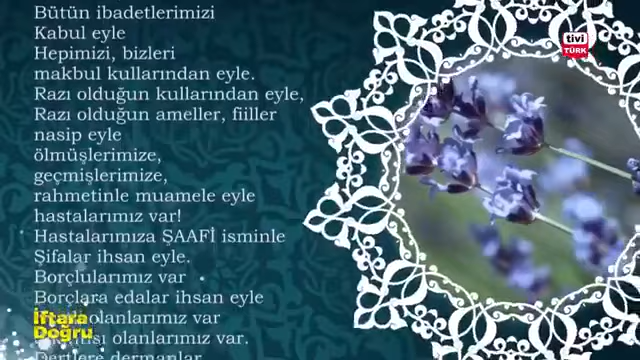 Bütün ibadetlerimizi
Kabul eyle
Hepimizi, bizleri
makbul kullarından eyle.
Razı olduğun kullarından eyle,
Razı olduğun ameller, fiiller
nasip eyle
ölmüşlerimize,
geçmişlerimize,
rahmetinle muamele eyle
hastalarımız var!
Hastalarımıza ŞAAFİ isminle
Şifalar ihsan eyle.
Borçlularımız var
Borçlara edalar ihsan eyle
olanlarımız var
olanlarımız var.
Dertlere dermanlar
İftara
Doğru
tivi
TÜRK